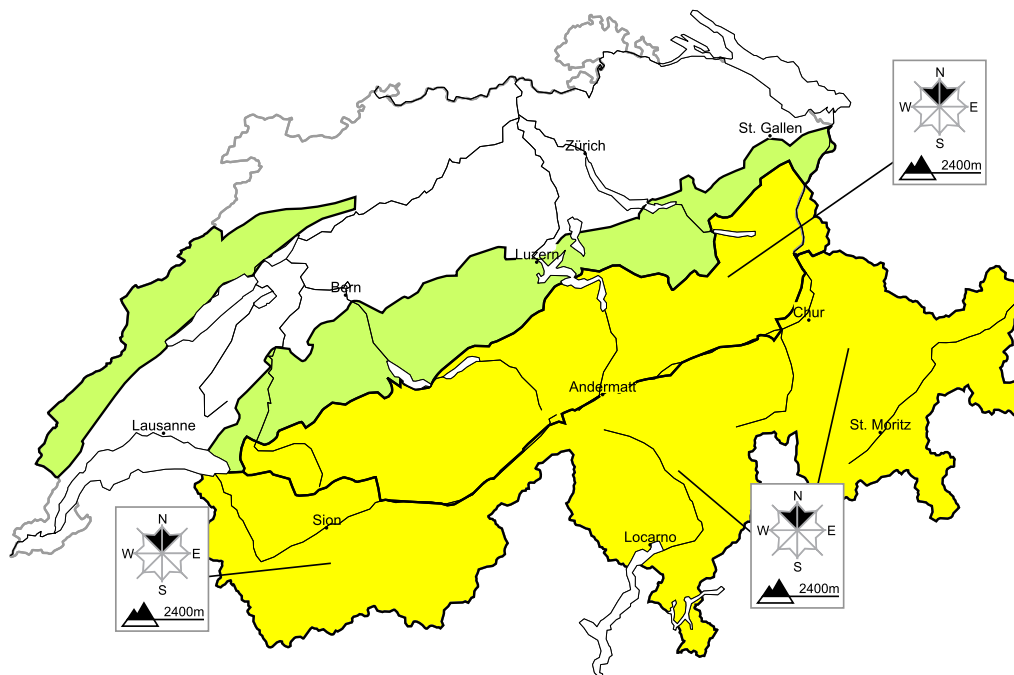 N
W E
S
2400m
St. Gallen
Zürich
Luzern
Bern
Chur
Andermatt
Lausanne
St. Moritz
N
W E
S
2400m
Sion
Locarno
N
W E
S
2400m